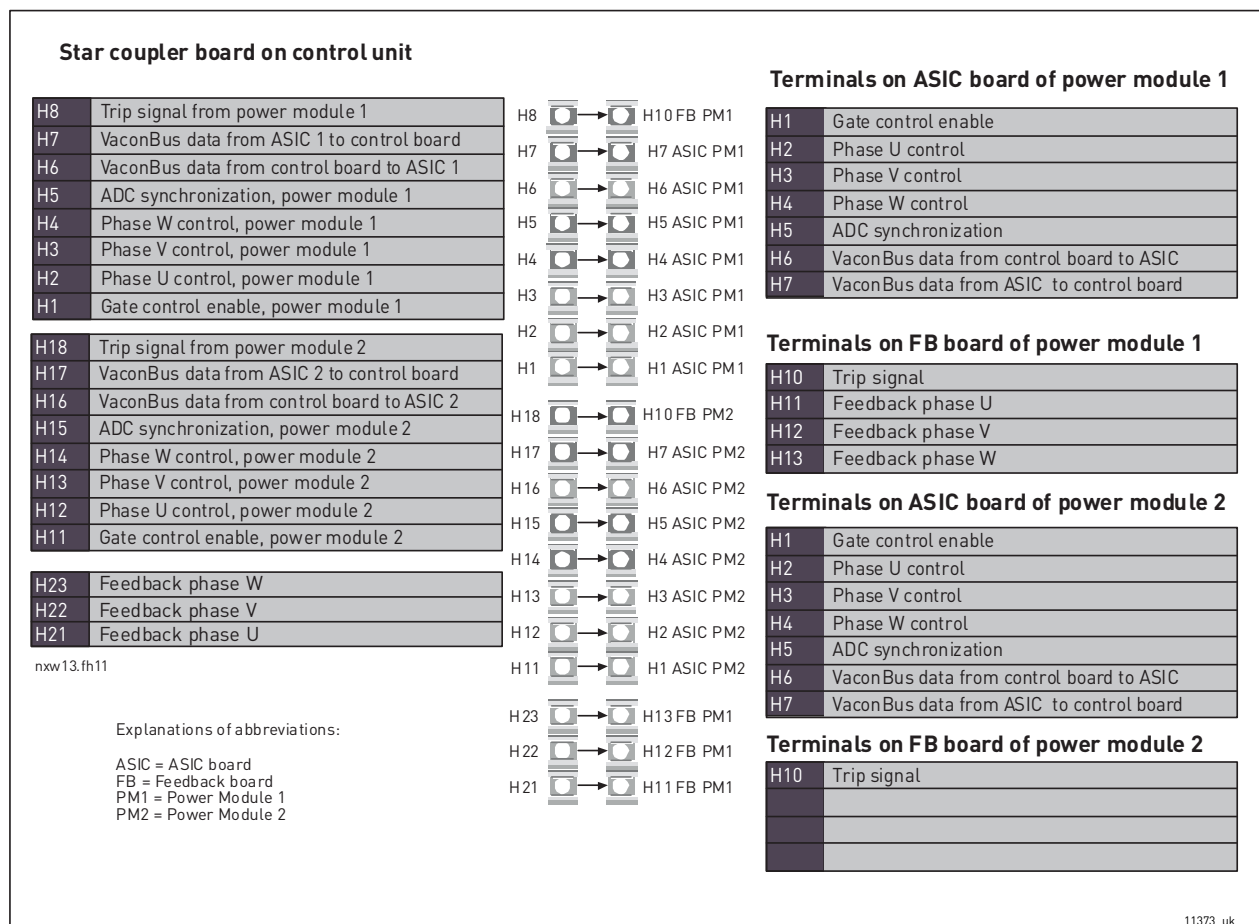 Star coupler board on control unit
H8 Trip signal from power module 1
H7 VaconBus data from ASIC 1 to control board
H6 VaconBus data from control board to ASIC 1
H5 ADC synchronization, power module 1
H4 Phase W control, power module 1
H3 Phase V control, power module 1
H2 Phase U control, power module 1
H1 Gate control enable, power module 1
H18 Trip signal from power module 2
H17 VaconBus data from ASIC 2 to control board
H16 VaconBus data from control board to ASIC 2
H15 ADC synchronization, power module 2
H14 Phase W control, power module 2
H13 Phase V control, power module 2
H12 Phase U control, power module 2
H11 Gate control enable, power module 2
H23 Feedback phase W
H22 Feedback phase V
H21 Feedback phase U
nxw13.fh11
Explanations of abbreviations:
ASIC = ASIC board
FB = Feedback board
PM1 = Power Module 1
PM2 = Power Module 2
H8 H10 FB PM1
H7 H7 ASIC PM1
H6 H6 ASIC PM1
H5 H5 ASIC PM1
H4 H4 ASIC PM1
H3 H3 ASIC PM1
H2 H2 ASIC PM1
H1 H1 ASIC PM1
H18 H10 FB PM2
H17 H7 ASIC PM2
H16 H6 ASIC PM2
H15 H5 ASIC PM2
H14 H4 ASIC PM2
H13 H3 ASIC PM2
H12 H2 ASIC PM2
H11 H1 ASIC PM2
H23 H13 FB PM1
H22 H12 FB PM1
H21 H11 FB PM1
Terminals on ASIC board of power module 1
H1 Gate control enable
H2 Phase U control
H3 Phase V control
H4 Phase W control
H5 ADC synchronization
H6 VaconBus data from control board to ASIC
H7 VaconBus data from ASIC to control board
Terminals on FB board of power module 1
H10 Trip signal
H11 Feedback phase U
H12 Feedback phase V
H13 Feedback phase W
Terminals on ASIC board of power module 2
H1 Gate control enable
H2 Phase U control
H3 Phase V control
H4 Phase W control
H5 ADC synchronization
H6 VaconBus data from control board to ASIC
H7 VaconBus data from ASIC to control board
Terminals on FB board of power module 2
H10 Trip signal
11373_uk